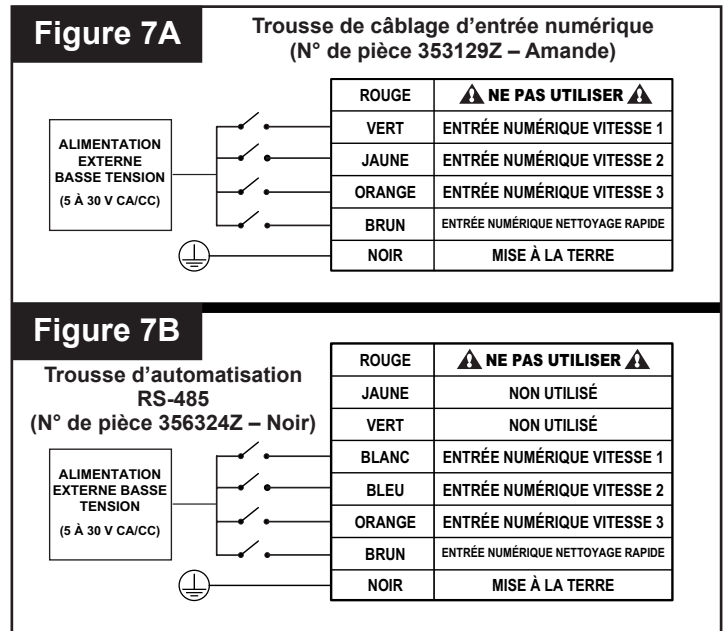 Figure 7A
Trousse de câblage d'entrée numérique
(N° de pièce 353129Z – Amande)
ALIMENTATION
EXTERNE
BASSE TENSION
(5 À 30 V CA/CC)
ROUGE NE PAS UTILISER
VERT ENTRÉE NUMÉRIQUE VITESSE 1
JAUNE ENTRÉE NUMÉRIQUE VITESSE 2
ORANGE ENTRÉE NUMÉRIQUE VITESSE 3
BRUN ENTRÉE NUMÉRIQUE NETTOYAGE RAPIDE
NOIR MISE À LA TERRE
Figure 7B
Trousse d'automatisation
RS-485
(N° de pièce 356324Z – Noir)
ALIMENTATION
EXTERNE BASSE
TENSION
(5 À 30 V CA/CC)
ROUGE NE PAS UTILISER
JAUNE NON UTILISÉ
VERT NON UTILISÉ
BLANC ENTRÉE NUMÉRIQUE VITESSE 1
BLEU ENTRÉE NUMÉRIQUE VITESSE 2
ORANGE ENTRÉE NUMÉRIQUE VITESSE 3
BRUN ENTRÉE NUMÉRIQUE NETTOYAGE RAPIDE
NOIR MISE À LA TERRE